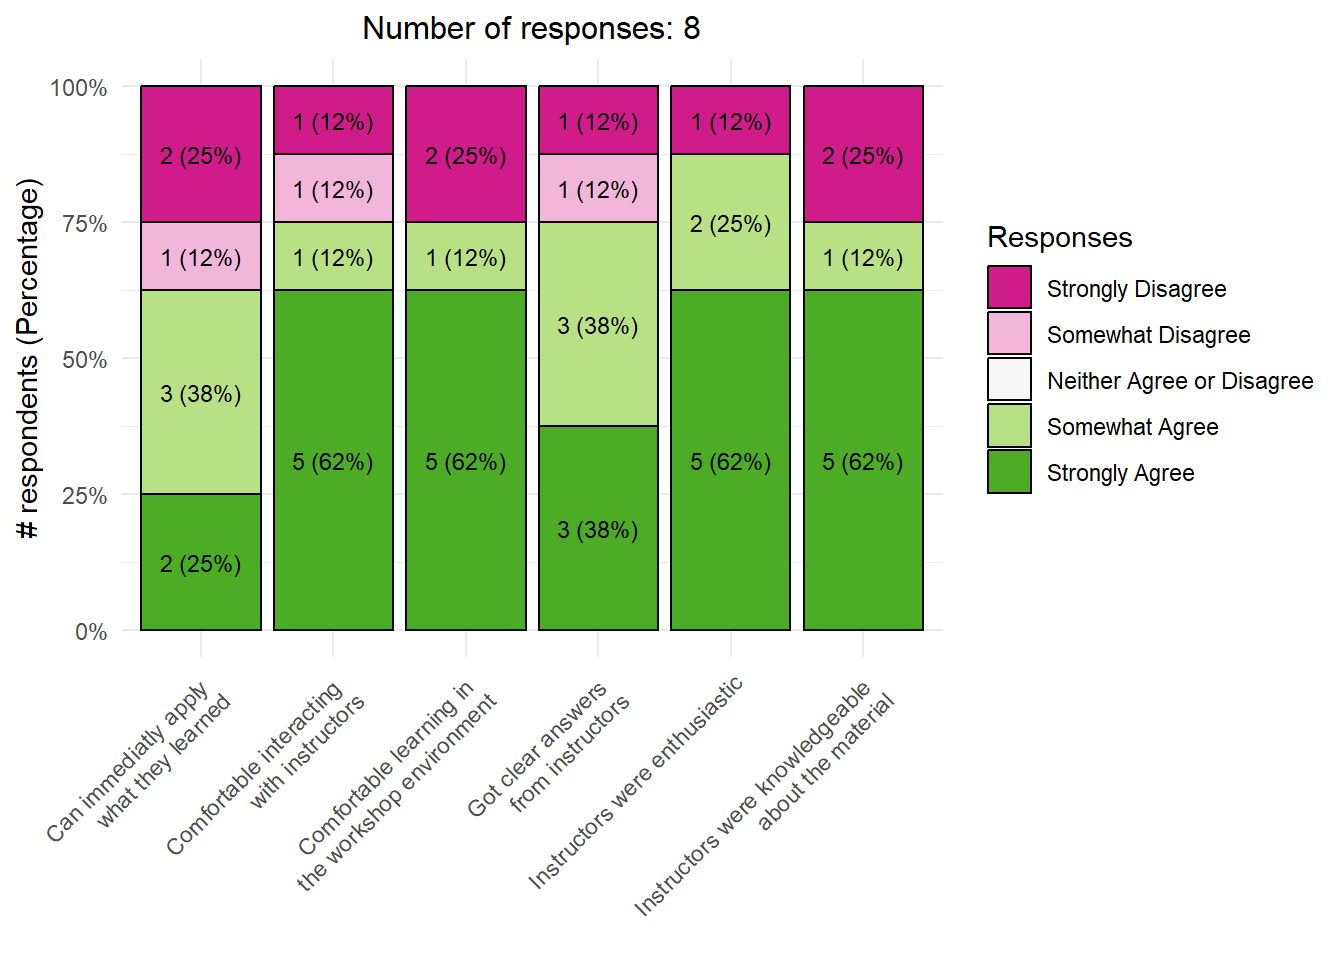 Number of responses: 8
# respondents (Percentage)
100%
75%
50%
25%
0%
2 (25%)
1 (12%)
3 (38%)
2 (25%)
1 (12%)
1 (12%)
1 (12%)
5 (62%)
2 (25%)
1 (12%)
5 (62%)
1 (12%)
1 (12%)
3 (38%)
3 (38%)
1 (12%)
2 (25%)
5 (62%)
2 (25%)
1 (12%)
5 (62%)
Can immediatly apply
what they learned
Comfortable interacting
with instructors
Comfortable learning in
the workshop environment
Got clear answers
from instructors
Instructors were enthusiastic
Instructors were knowledgeable
about the material
Responses
Strongly Disagree
Somewhat Disagree
Neither Agree or Disagree
Somewhat Agree
Strongly Agree